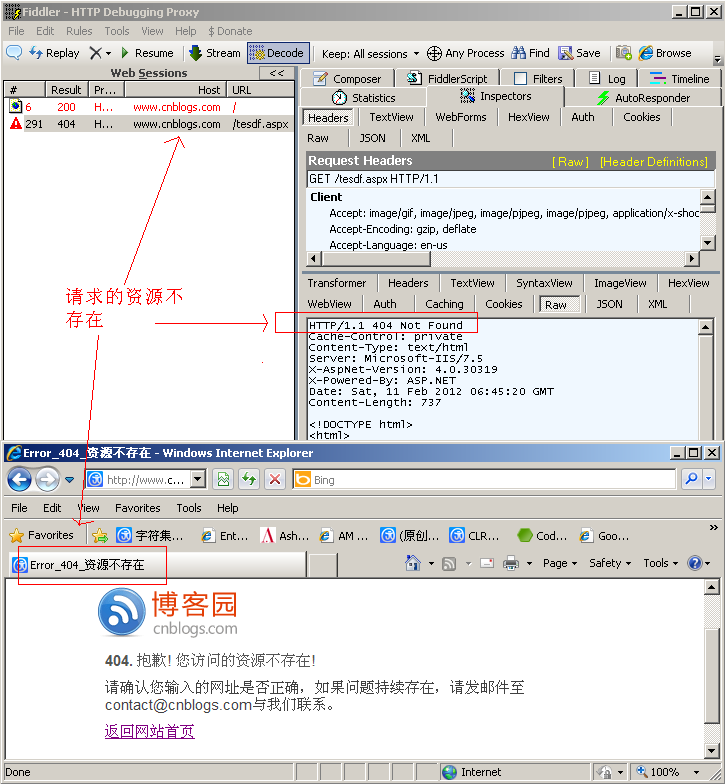 Fiddler - HTTP Debugging Proxy
File Edit Rules Tools View Help $ Donate
Replay Resume Stream Decode Keep: All sessions Any Process Find Save Browse
Web Sessions <<
# Result Pr... Host URL
6 200 H... www.cnblogs.com /
291 404 H... www.cnblogs.com /tesdf.aspx
请求的资源不
存在
Composer FiddlerScript Filters Log Timeline
Statistics Inspectors AutoResponder
Headers TextView WebForms HexView Auth Cookies
Raw JSON XML
Request Headers [ Raw ] [Header Definitions]
GET /tesdf.aspx HTTP/1.1
Client
Accept: image/gif, image/jpeg, image/pjpeg, image/pjpeg, application/x-shoc
Accept-Encoding: gzip, deflate
Accept-Language: en-us
Transformer Headers TextView SyntaxView ImageView HexView
WebView Auth Caching Cookies Raw JSON XML
HTTP/1.1 404 Not Found
Cache-Control: private
Content-Type: text/html
Server: Microsoft-IIS/7.5
X-AspNet-Version: 4.0.30319
X-Powered-By: ASP.NET
Date: Sat, 11 Feb 2012 06:45:20 GMT
Content-Length: 737
<!DOCTYPE html>
<html>
Error_404_资源不存在 - Windows Internet Explorer
http://www.c... Bing
File Edit View Favorites Tools Help
Favorites 字符集... Ent... Ash... AM ... (原创... CLR... Cod... Goo... »
Error_404_资源不存在 Page Safety Tools
博客园
cnblogs.com
404. 抱歉! 您访问的资源不存在!
请确认您输入的网址是否正确，如果问题持续存在，请发邮件至
contact@cnblogs.com与我们联系。
返回网站首页
Done Internet 100%